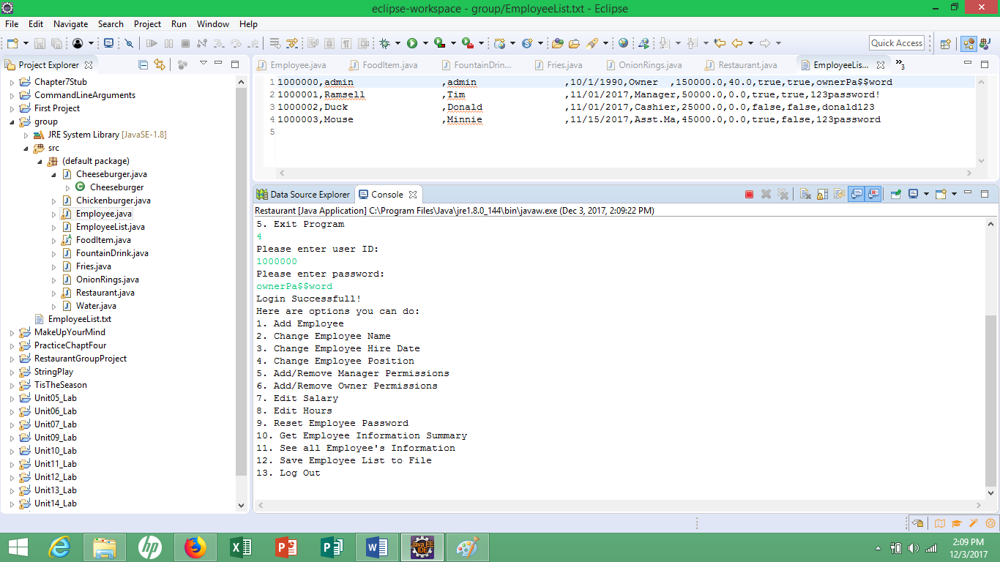 eclipse-workspace - group/EmployeeList.txt - Eclipse
File Edit Navigate Search Project Run Window Help
Quick Access
Project Explorer
Chapter7Stub
CommandLineArguments
First Project
group
JRE System Library [JavaSE-1.8]
src
(default package)
Cheeseburger.java
Cheeseburger
Chickenburger.java
Employee.java
EmployeeList.java
FoodItem.java
FountainDrink.java
Fries.java
OnionRings.java
Restaurant.java
Water.java
EmployeeList.txt
MakeUpYourMind
PracticeChaptFour
RestaurantGroupProject
StringPlay
TisTheSeason
Unit05_Lab
Unit06_Lab
Unit07_Lab
Unit09_Lab
Unit10_Lab
Unit11_Lab
Unit12_Lab
Unit13_Lab
Unit14_Lab
Employee.java FoodItem.java FountainDrin... Fries.java OnionRings.java Restaurant.java EmployeeLis... »3
1 1000000,admin ,admin ,10/1/1990,Owner ,150000.0,40.0,true,true,ownerPa$$word
2 1000001,Ramsell ,Tim ,11/01/2017,Manager,50000.0,0.0,true,true,123password!
3 1000002,Duck ,Donald ,11/01/2017,Cashier,25000.0,0.0,false,false,donald123
4 1000003,Mouse ,Minnie ,11/15/2017,Asst.Ma,45000.0,0.0,true,false,123password
5
Data Source Explorer Console
Restaurant [Java Application] C:\Program Files\Java\jre1.8.0_144\bin\javaw.exe (Dec 3, 2017, 2:09:22 PM)
5. Exit Program
4
Please enter user ID:
1000000
Please enter password:
ownerPa$$word
Login Successfull!
Here are options you can do:
1. Add Employee
2. Change Employee Name
3. Change Employee Hire Date
4. Change Employee Position
5. Add/Remove Manager Permissions
6. Add/Remove Owner Permissions
7. Edit Salary
8. Edit Hours
9. Reset Employee Password
10. Get Employee Information Summary
11. See all Employee's Information
12. Save Employee List to File
13. Log Out
Java EE
IDE
2:09 PM
12/3/2017